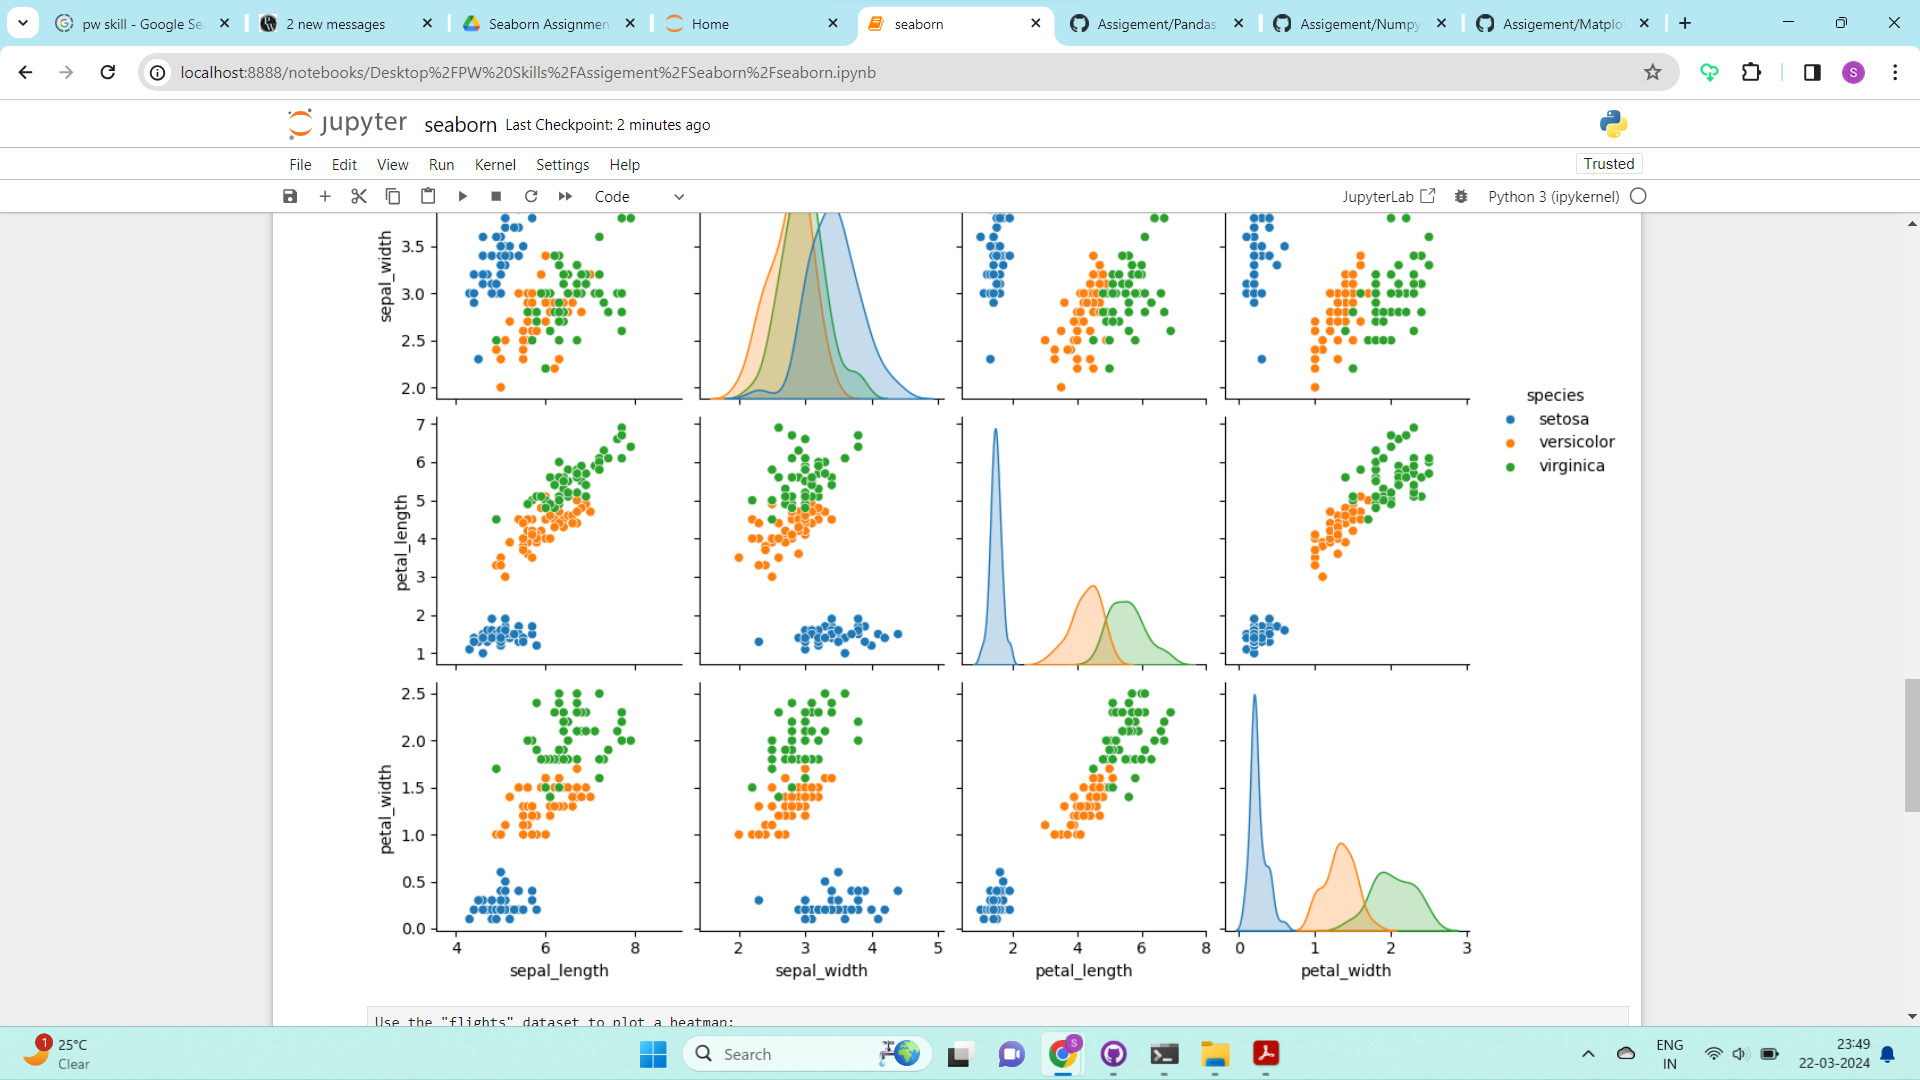 pw skill - Google Se
2 new messages
Seaborn Assignmen
Home
seaborn
Assigement/Pandas
Assigement/Numpy
Assigement/Matplo
localhost:8888/notebooks/Desktop%2FPW%20Skills%2FAssigement%2FSeaborn%2Fseaborn.ipynb
S
jupyter seaborn Last Checkpoint: 2 minutes ago
File Edit View Run Kernel Settings Help
Trusted
Code
JupyterLab
Python 3 (ipykernel)
sepal_width
3.5
3.0
2.5
2.0
species
setosa
versicolor
virginica
petal_length
7
6
5
4
3
2
1
petal_width
2.5
2.0
1.5
1.0
0.5
0.0
4 6 8
2 3 4 5
2 4 6 8
0 1 2 3
sepal_length
sepal_width
petal_length
petal_width
Use the "flights" dataset to plot a heatmap:
1
25°C
Clear
Search
S
ENG
IN
23:49
22-03-2024